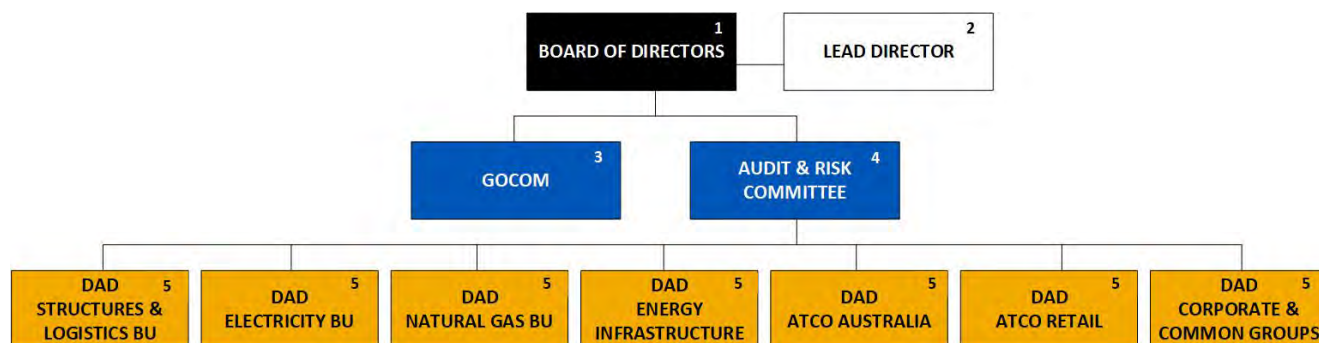 1
BOARD OF DIRECTORS
2
LEAD DIRECTOR
3
GOCOM
4
AUDIT & RISK
COMMITTEE
DAD 5
STRUCTURES &
LOGISTICS BU
5
DAD
ELECTRICITY BU
5
DAD
NATURAL GAS BU
DAD 5
ENERGY
INFRASTRUCTURE
5
DAD
ATCO AUSTRALIA
5
DAD
ATCO RETAIL
DAD 5
CORPORATE &
COMMON GROUPS